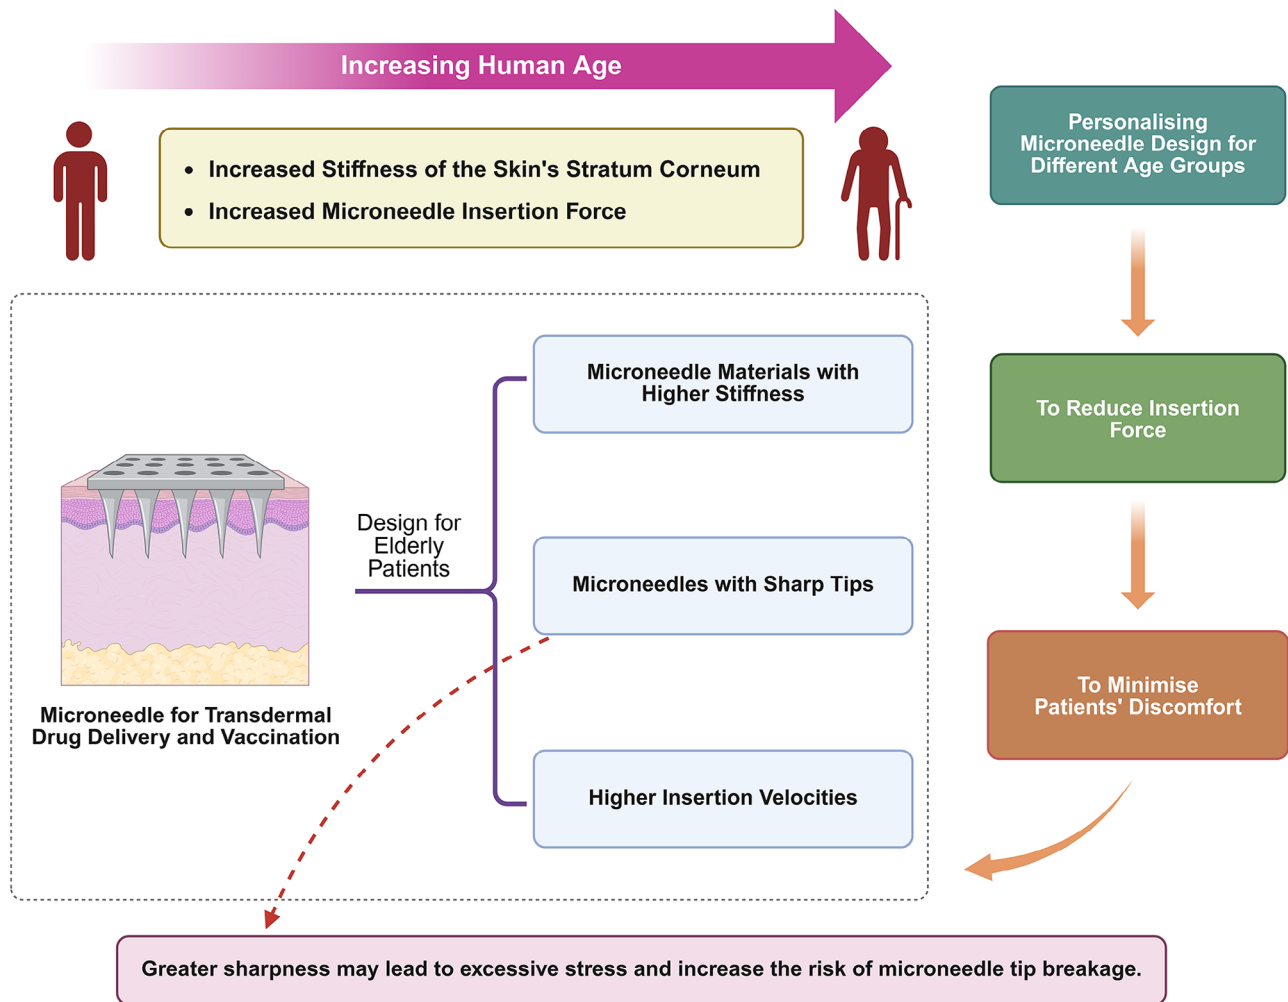 Increasing Human Age
• Increased Stiffness of the Skin's Stratum Corneum
• Increased Microneedle Insertion Force
Personalising
Microneedle Design for
Different Age Groups
To Reduce Insertion
Force
To Minimise
Patients' Discomfort
Microneedle for Transdermal
Drug Delivery and Vaccination
Design for
Elderly
Patients
Microneedle Materials with
Higher Stiffness
Microneedles with Sharp Tips
Higher Insertion Velocities
Greater sharpness may lead to excessive stress and increase the risk of microneedle tip breakage.